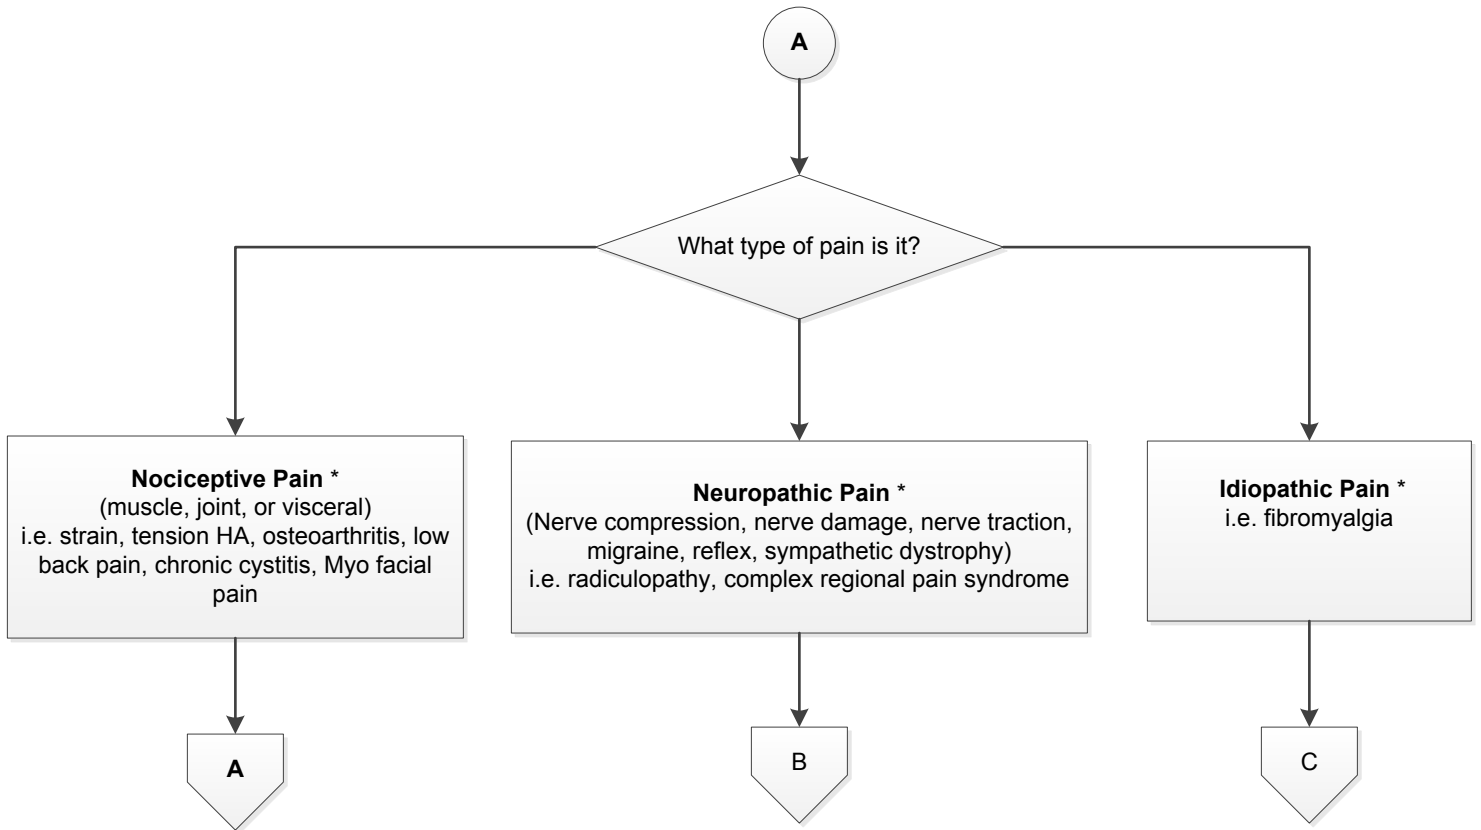 A
What type of pain is it?
Nociceptive Pain *
(muscle, joint, or visceral)
i.e. strain, tension HA, osteoarthritis, low
back pain, chronic cystitis, Myo facial
pain
Neuropathic Pain *
(Nerve compression, nerve damage, nerve traction,
migraine, reflex, sympathetic dystrophy)
i.e. radiculopathy, complex regional pain syndrome
Idiopathic Pain *
i.e. fibromyalgia
A
B
C